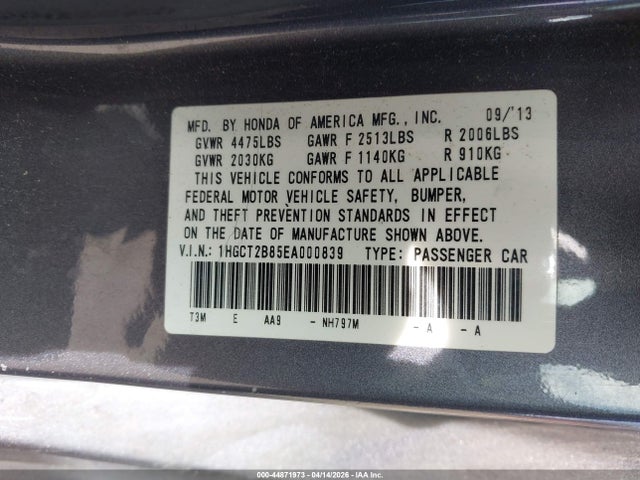 MFD. BY HONDA OF AMERICA MFG., INC. 09/'13
GVWR 4475LBS GAWR F 2513LBS R 2006LBS
GVWR 2030KG GAWR F 1140KG R 910KG
THIS VEHICLE CONFORMS TO ALL APPLICABLE
FEDERAL MOTOR VEHICLE SAFETY, BUMPER,
AND THEFT PREVENTION STANDARDS IN EFFECT
ON THE DATE OF MANUFACTURE SHOWN ABOVE.
V.I.N.: 1HGCT2B85EA000839 TYPE: PASSENGER CAR
T3M E AA9 - NH797M - A - A
000-44871973 - 04/14/2026 - IAA Inc.